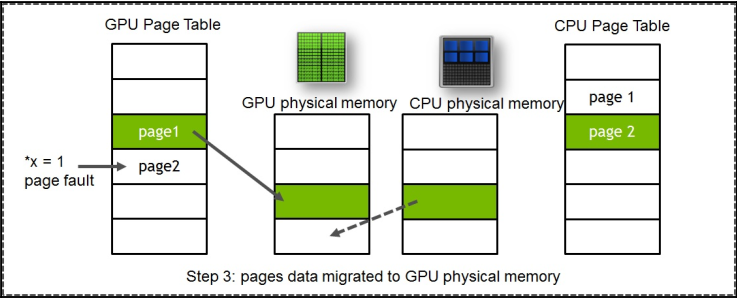 GPU Page Table
CPU Page Table
GPU physical memory
CPU physical memory
page 1
page1
page 2
*x = 1
page fault
page2
Step 3: pages data migrated to GPU physical memory